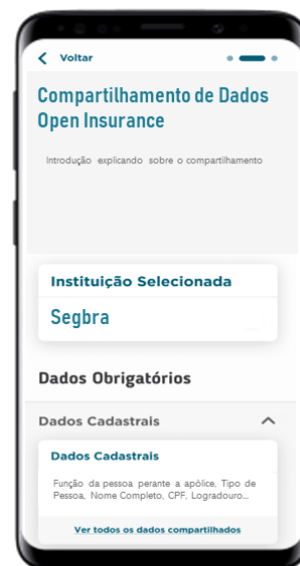 Voltar
Compartilhamento de Dados
Open Insurance
Introdução explicando sobre o compartilhamento
Instituição Selecionada
Segbra
Dados Obrigatórios
Dados Cadastrais
Dados Cadastrais
Função da pessoa perante a apólice, Tipo de
Pessoa, Nome Completo, CPF, Logradouro...
Ver todos os dados compartilhados